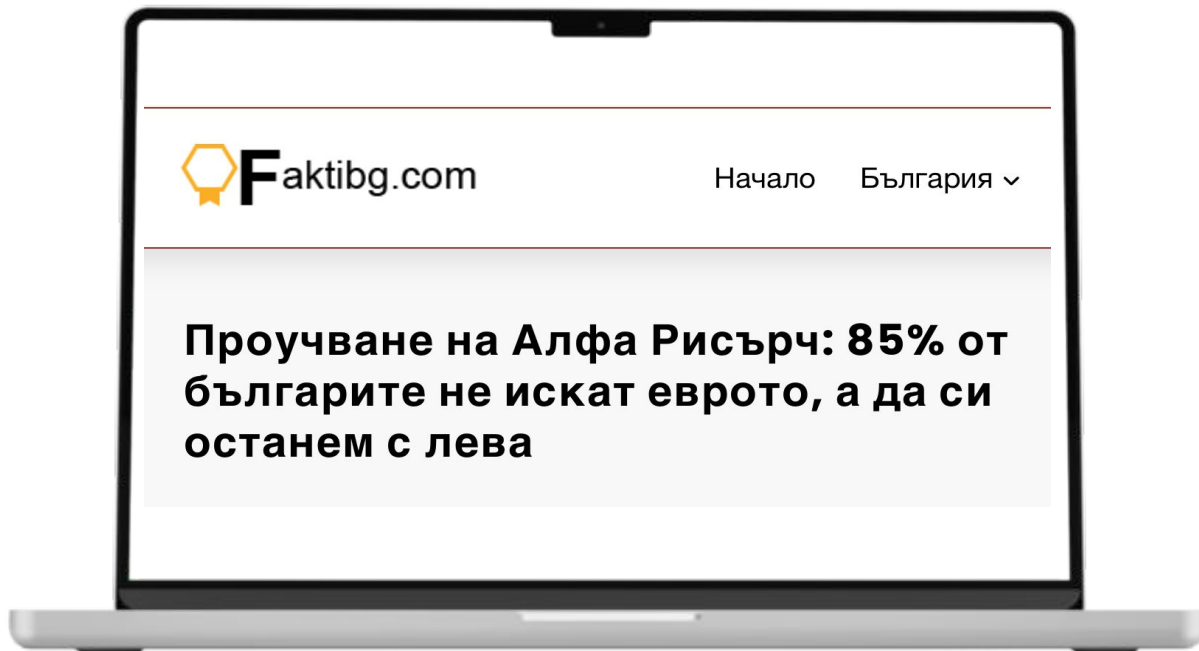 Faktibg.com
Начало
България
Проучване на Алфа Рисърч: 85% от
българите не искат еврото, а да си
останем с лева